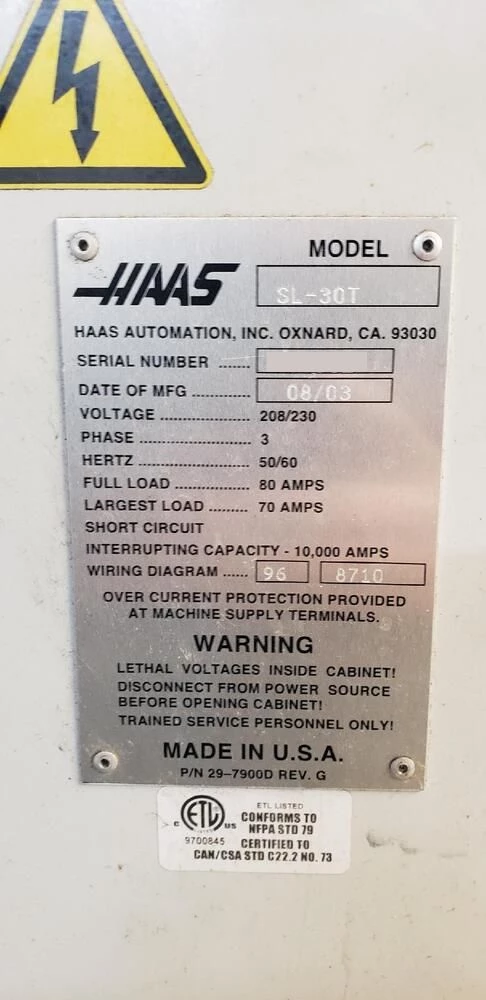 MODEL
HAAS SL-30T
HAAS AUTOMATION, INC. OXNARD, CA. 93030
SERIAL NUMBER .......
DATE OF MFG ........... 08/03
VOLTAGE .................. 208/230
PHASE ...................... 3
HERTZ ...................... 50/60
FULL LOAD ............... 80 AMPS
LARGEST LOAD ......... 70 AMPS
SHORT CIRCUIT
INTERRUPTING CAPACITY - 10,000 AMPS
WIRING DIAGRAM ...... 96 8710
OVER CURRENT PROTECTION PROVIDED
AT MACHINE SUPPLY TERMINALS.
WARNING
LETHAL VOLTAGES INSIDE CABINET!
DISCONNECT FROM POWER SOURCE
BEFORE OPENING CABINET!
TRAINED SERVICE PERSONNEL ONLY!
MADE IN U.S.A.
P/N 29-7900D REV. G
ETL LISTED
C ETL US CONFORMS TO
LISTED NFPA STD 79
9700845 CERTIFIED TO
CAN/CSA STD C22.2 NO. 73